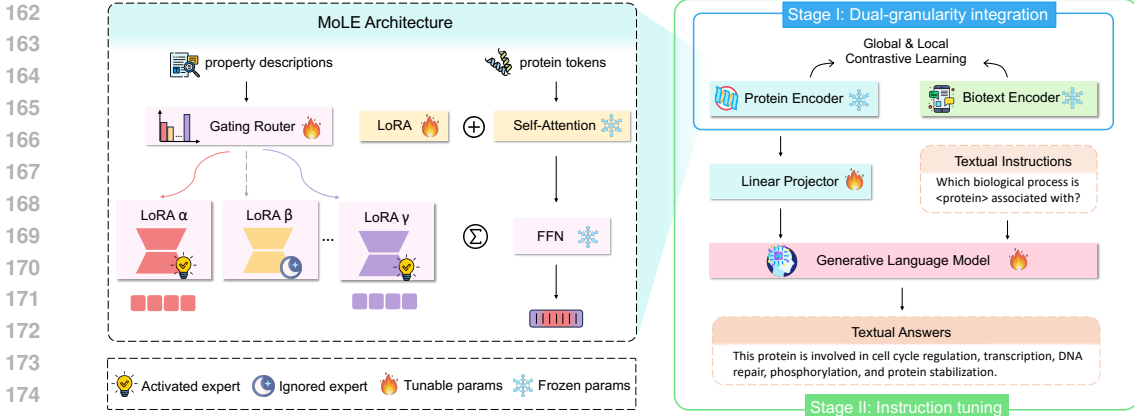 162
163
164
165
166
167
168
169
170
171
172
173
174
MoLE Architecture
property descriptions
protein tokens
Gating Router
LoRA
Self-Attention
LoRA α
LoRA β
...
LoRA γ
Σ
FFN
Activated expert
Ignored expert
Tunable params
Frozen params
Stage I: Dual-granularity integration
Global & Local
Contrastive Learning
Protein Encoder
Biotext Encoder
Linear Projector
Textual Instructions
Which biological process is
<protein> associated with?
Generative Language Model
Textual Answers
This protein is involved in cell cycle regulation, transcription, DNA
repair, phosphorylation, and protein stabilization.
Stage II: Instruction tuning